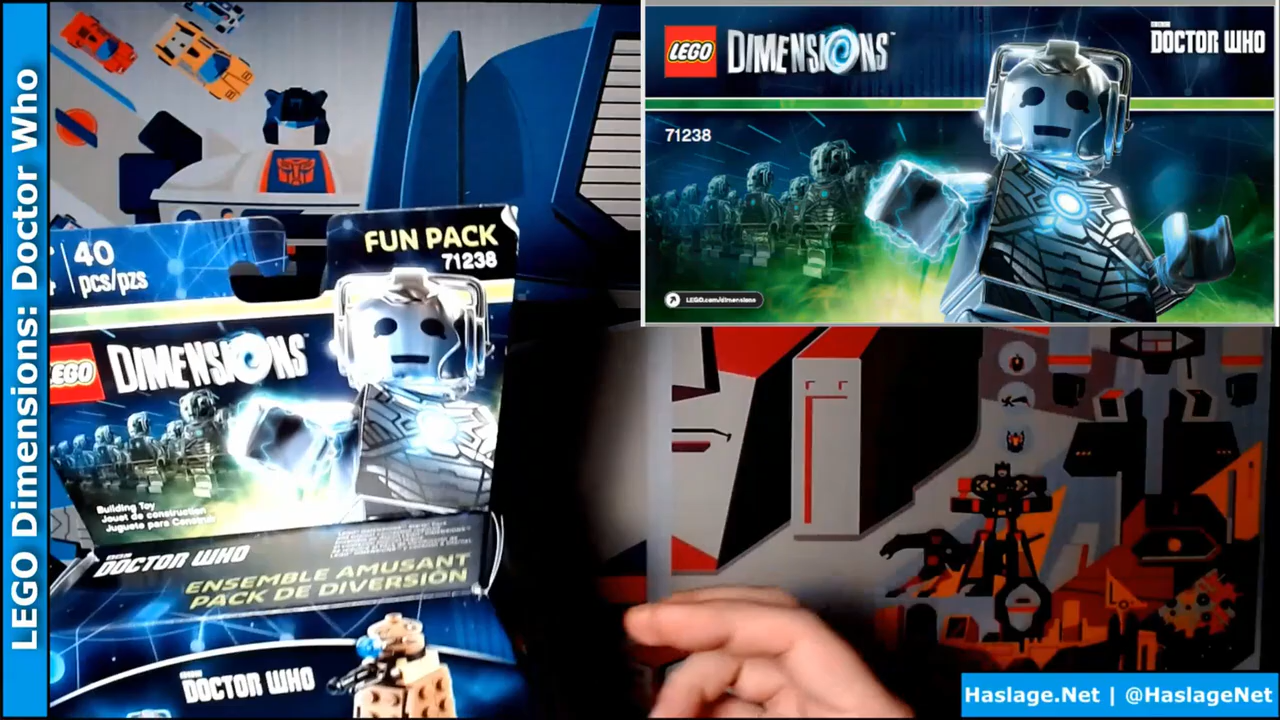 LEGO Dimensions: Doctor Who
40
pcs/pzs
FUN PACK
71238
LEGO DIMENSIONS
Building Toy
Jouet de construction
Juguete para Construir
DOCTOR WHO
ENSEMBLE AMUSANT
PACK DE DIVERSIÓN
DOCTOR WHO
LEGO DIMENSIONS™
DOCTOR WHO
71238
LEGO.com/dimensions
Haslage.Net | @HaslageNet